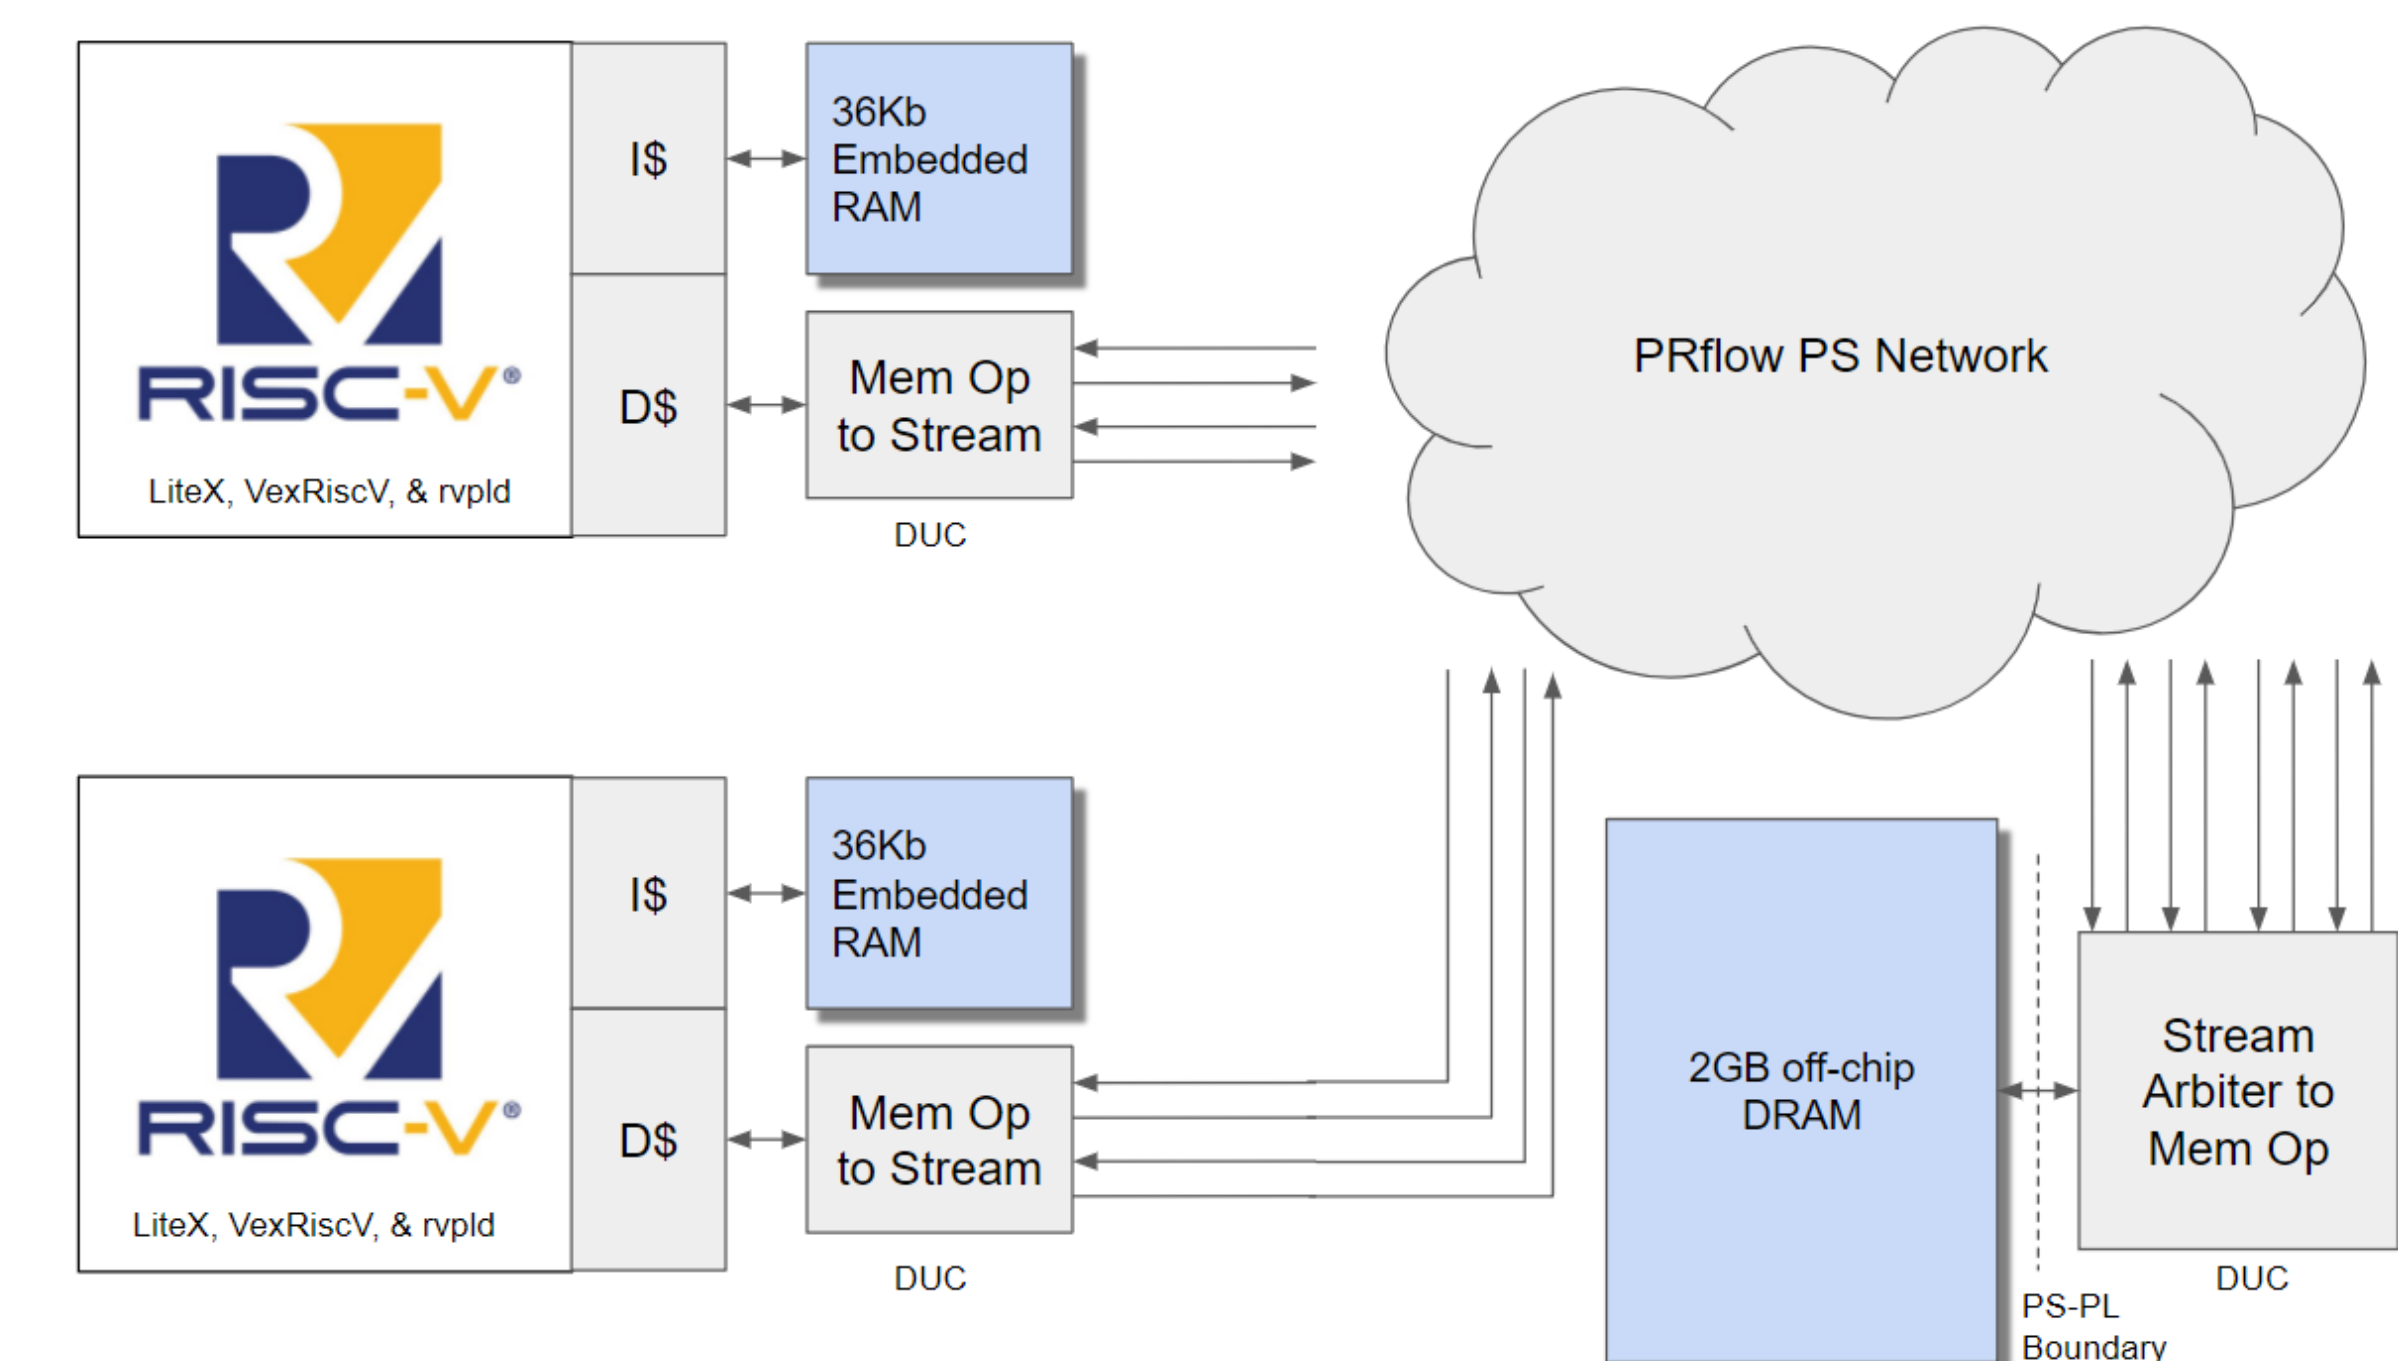 I$
36Kb
Embedded
RAM
RISC-V®
LiteX, VexRiscV, & rvpld
D$
Mem Op
to Stream
DUC
PRflow PS Network
I$
36Kb
Embedded
RAM
RISC-V®
LiteX, VexRiscV, & rvpld
D$
Mem Op
to Stream
DUC
2GB off-chip
DRAM
Stream
Arbiter to
Mem Op
DUC
PS-PL
Boundary